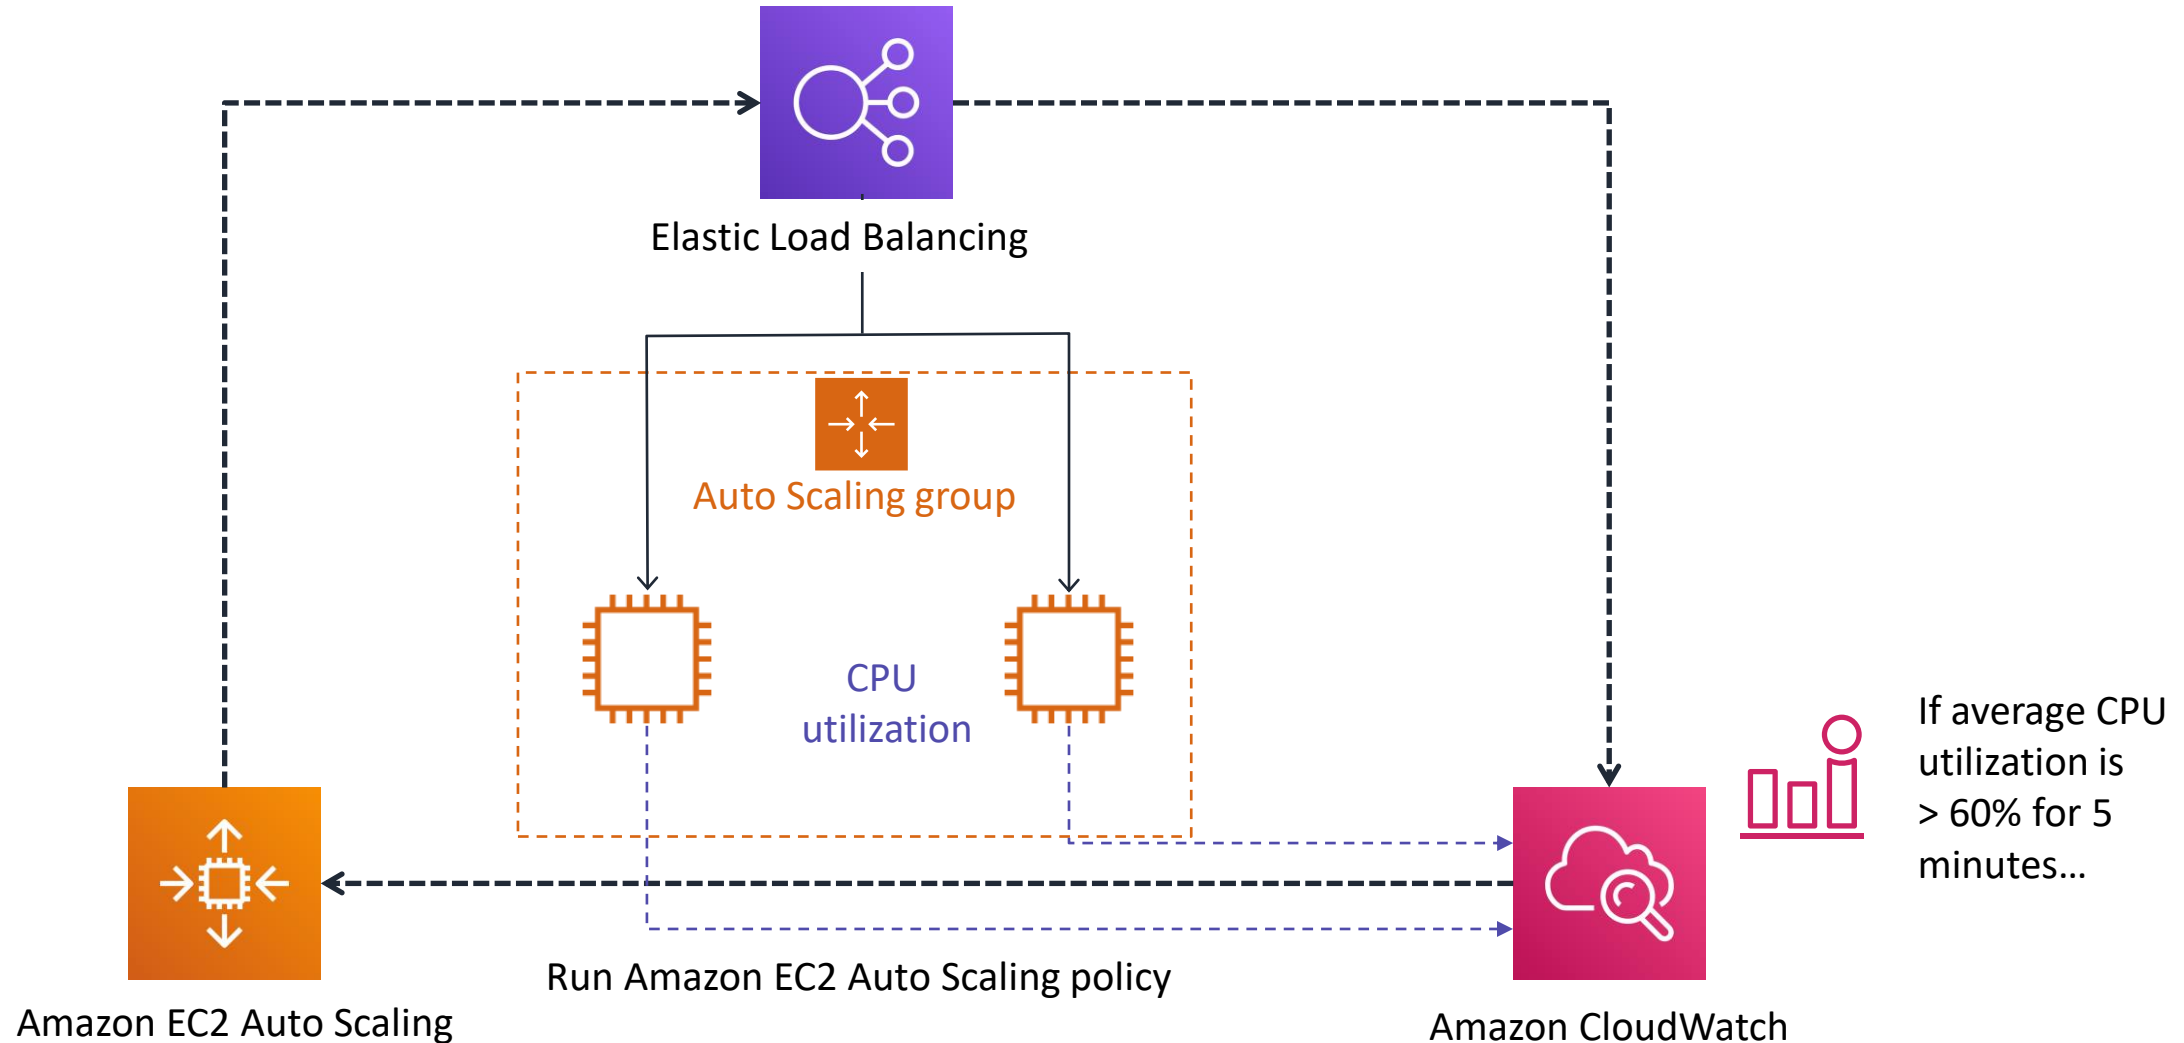 Elastic Load Balancing
Auto Scaling group
CPU
utilization
If average CPU
utilization is
> 60% for 5
minutes...
Run Amazon EC2 Auto Scaling policy
Amazon EC2 Auto Scaling
Amazon CloudWatch